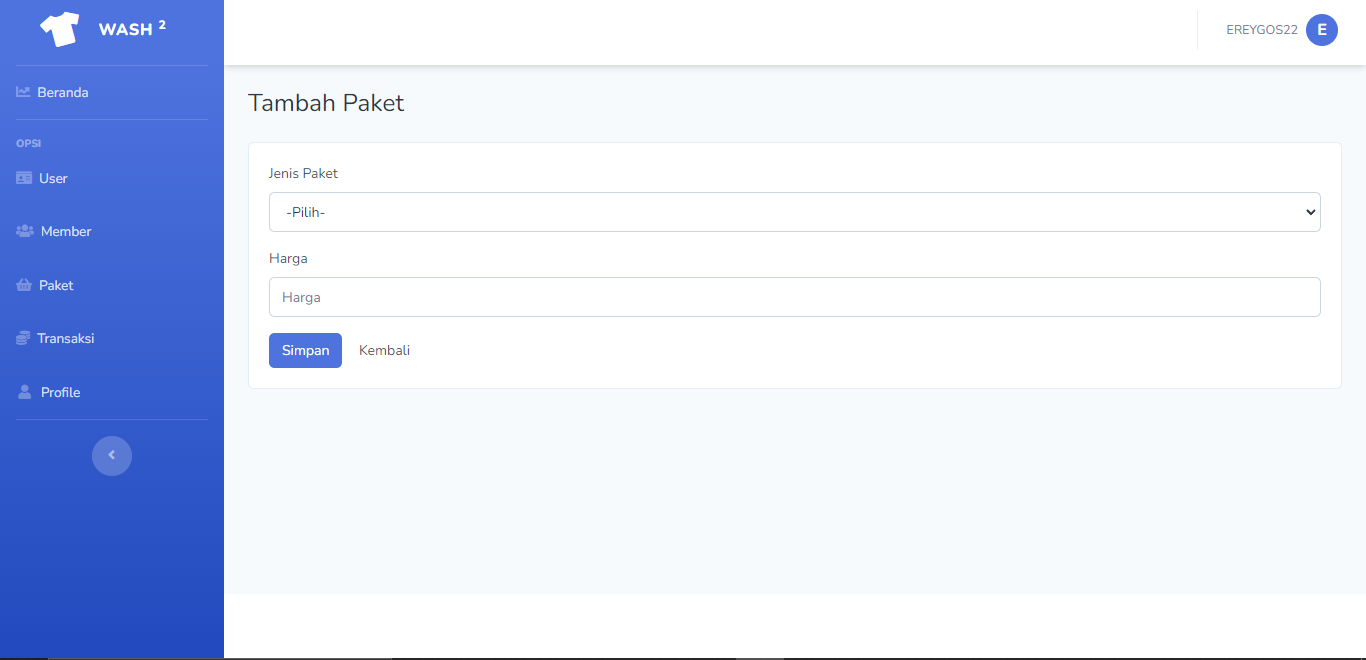 WASH 2
EREYGOS22
E
Beranda
OPSI
User
Member
Paket
Transaksi
Profile
Tambah Paket
Jenis Paket
-Pilih-
Harga
Harga
Simpan
Kembali